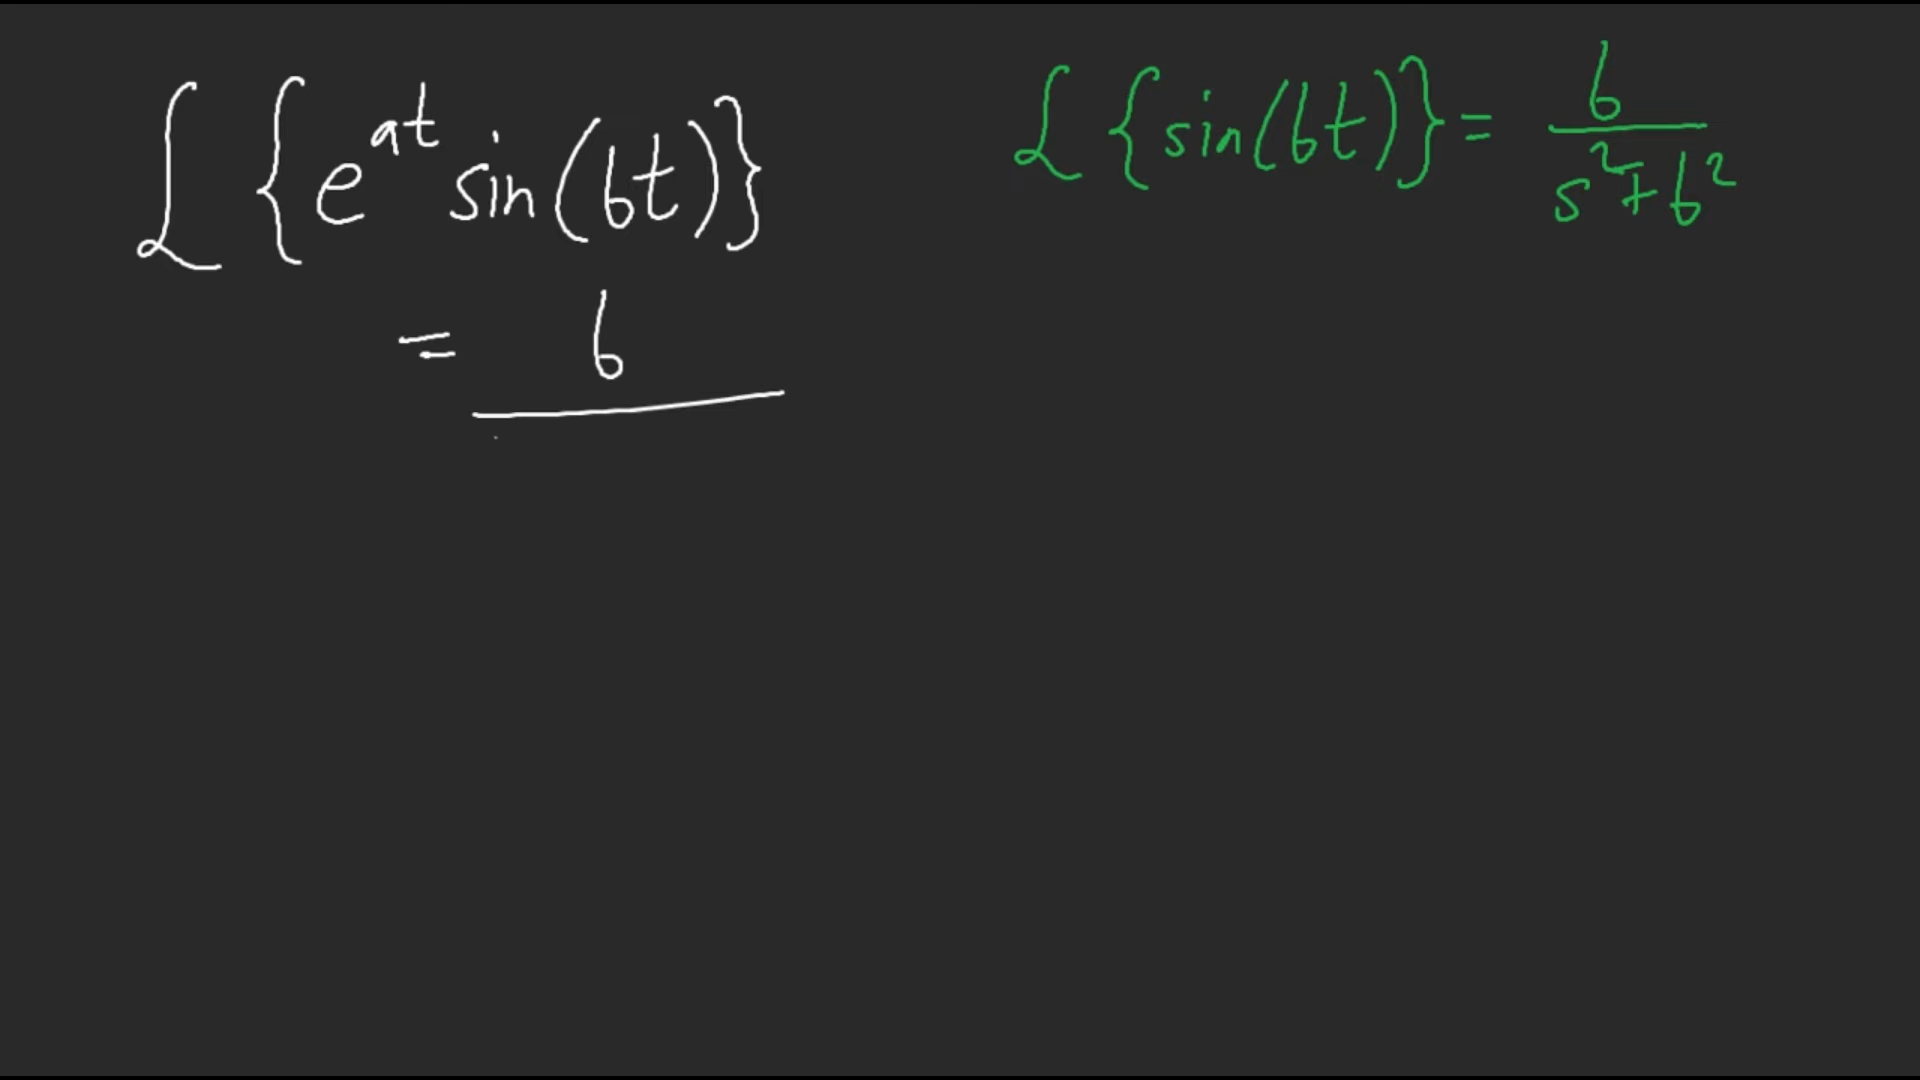 ℒ{e^{at} sin(bt)}
= b/
ℒ{sin(bt)} = b/(s²+b²)